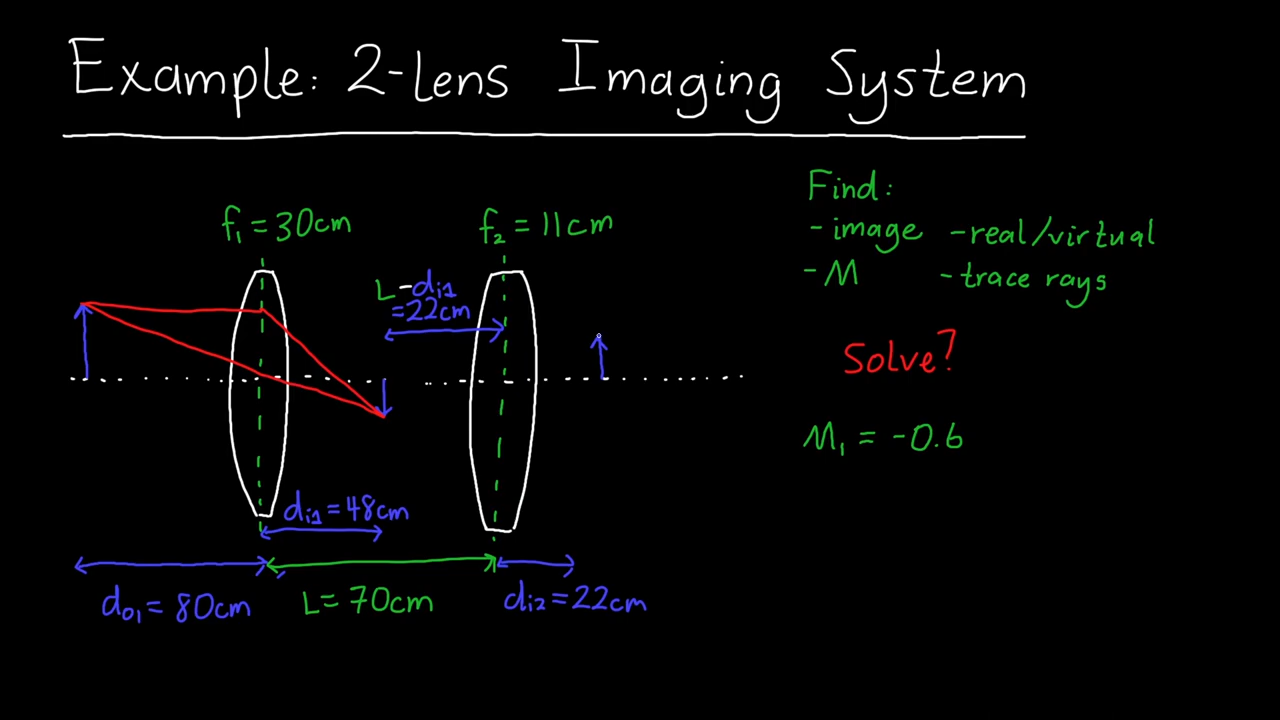 Example: 2-Lens Imaging System
Find:
- image - real/virtual
- M - trace rays
f₁ = 30cm
f₂ = 11cm
L - di1
= 22cm
Solve?
M₁ = -0.6
di1 = 48cm
do1 = 80cm
L = 70cm
di2 = 22cm